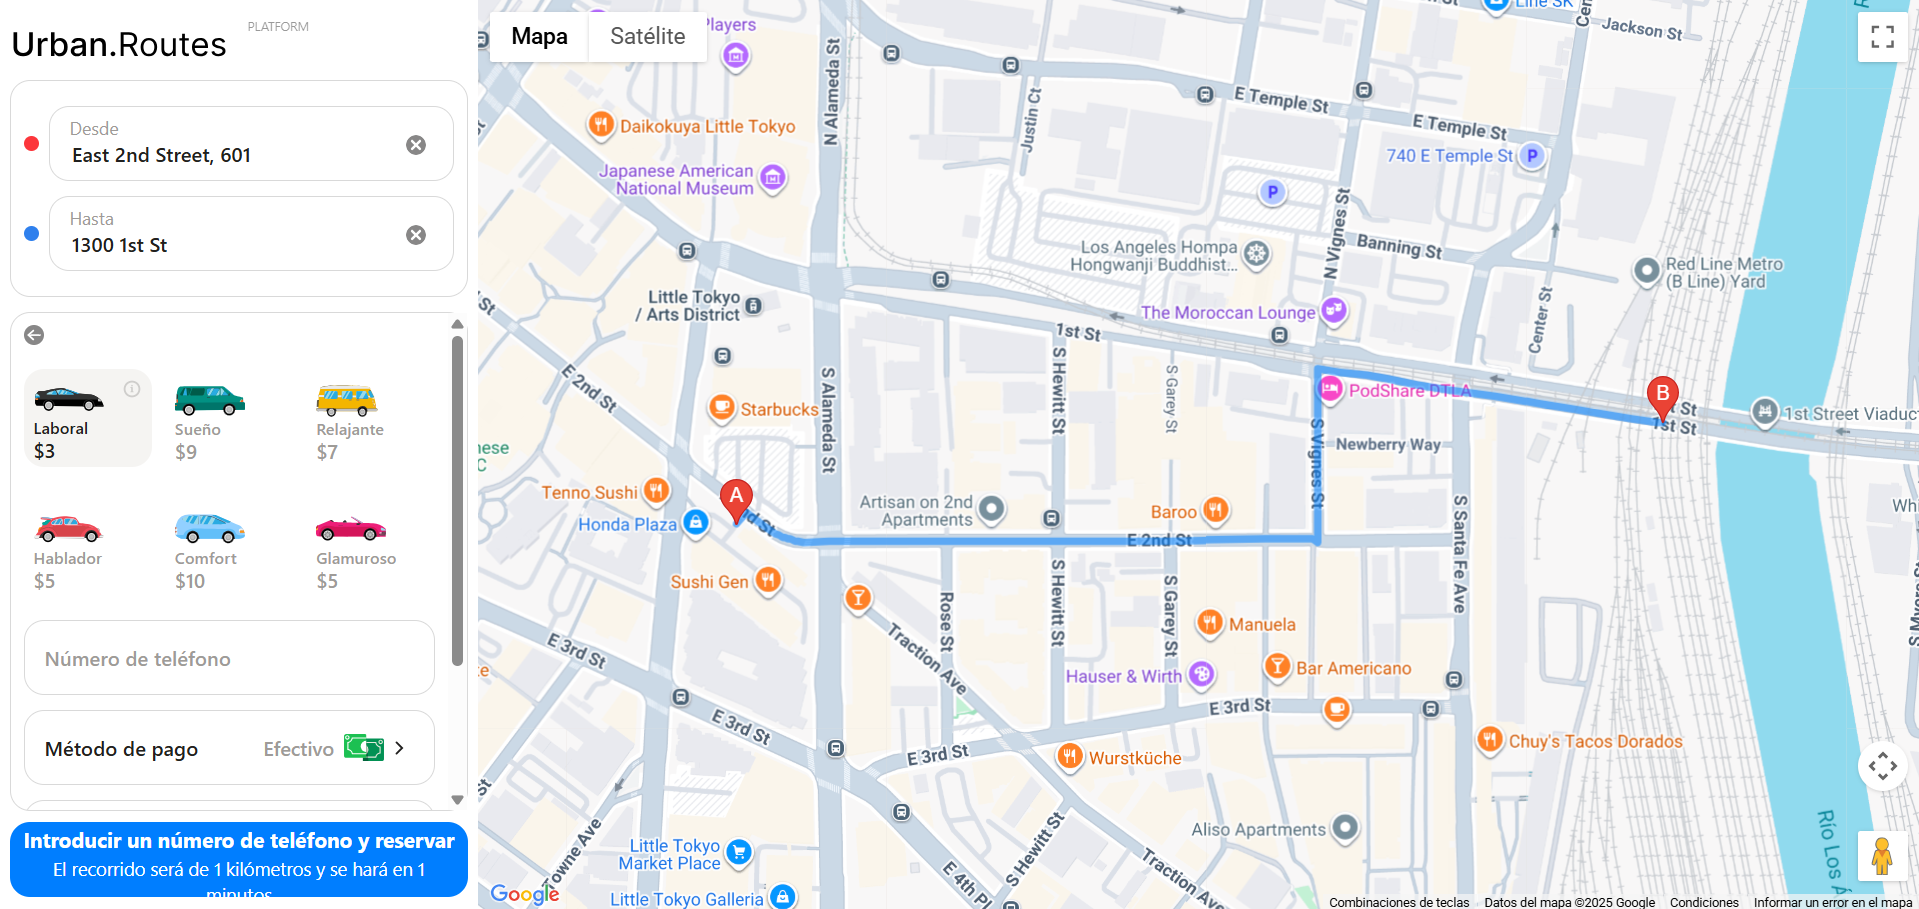 Urban.Routes
PLATFORM
Desde
East 2nd Street, 601
Hasta
1300 1st St
Laboral
$3
Sueño
$9
Relajante
$7
Hablador
$5
Comfort
$10
Glamuroso
$5
Número de teléfono
Método de pago
Efectivo
Introducir un número de teléfono y reservar
El recorrido será de 1 kilómetros y se hará en 1
minutos
Mapa
Satélite
Players
Line SK
Jackson St
N Alameda St
Justin Ct
E Temple St
E Temple St
740 E Temple St
P
P
Daikokuya Little Tokyo
Japanese American
National Museum
N Vignes St
Banning St
Los Angeles Hompa
Hongwanji Buddhist...
Red Line Metro
(B Line) Yard
Little Tokyo
/ Arts District
The Moroccan Lounge
Center St
1st St
E 2nd St
S Alameda St
S Hewitt St
S Garey St
PodShare DTLA
B
1st St
1st Street Viaduct
Starbucks
S Vignes St
Newberry Way
Tenno Sushi
A
Honda Plaza
Artisan on 2nd
Apartments
Baroo
E 2nd St
S Santa Fe Ave
Sushi Gen
Rose St
S Hewitt St
S Garey St
Manuela
Traction Ave
E 3rd St
Hauser & Wirth
Bar Americano
E 3rd St
E 3rd St
E 3rd St
Chuy's Tacos Dorados
Wurstküche
Aliso Apartments
Little Tokyo
Market Place
Towne Ave
S Hewitt St
Traction Ave
E 4th Pl
Little Tokyo Galleria
Google
Combinaciones de teclas
Datos del mapa ©2025 Google
Condiciones
Informar un error en el mapa